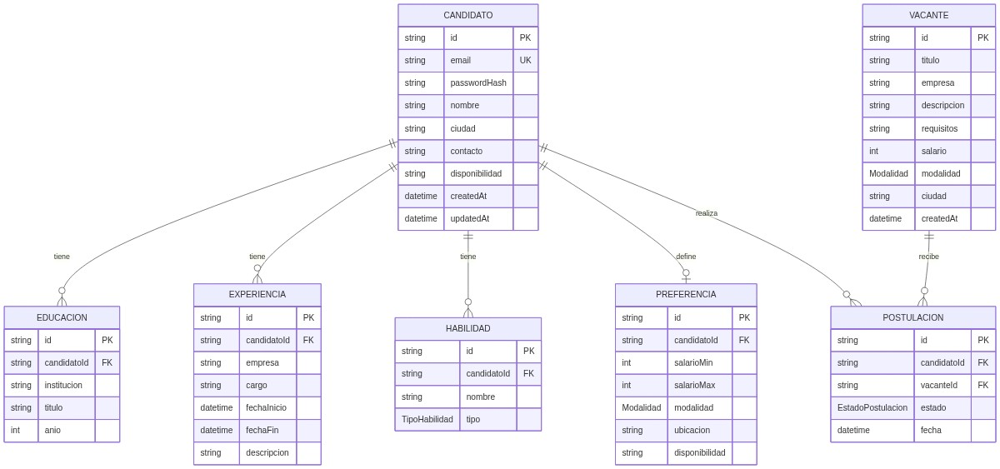 CANDIDATO
string id PK
string email UK
string passwordHash
string nombre
string ciudad
string contacto
string disponibilidad
datetime createdAt
datetime updatedAt
VACANTE
string id PK
string titulo
string empresa
string descripcion
string requisitos
int salario
Modalidad modalidad
string ciudad
datetime createdAt
tiene
tiene
tiene
define
realiza
recibe
EDUCACION
string id PK
string candidatoId FK
string institucion
string titulo
int anio
EXPERIENCIA
string id PK
string candidatoId FK
string empresa
string cargo
datetime fechaInicio
datetime fechaFin
string descripcion
HABILIDAD
string id PK
string candidatoId FK
string nombre
TipoHabilidad tipo
PREFERENCIA
string id PK
string candidatoId FK
int salarioMin
int salarioMax
Modalidad modalidad
string ubicacion
string disponibilidad
POSTULACION
string id PK
string candidatoId FK
string vacanteId FK
EstadoPostulacion estado
datetime fecha